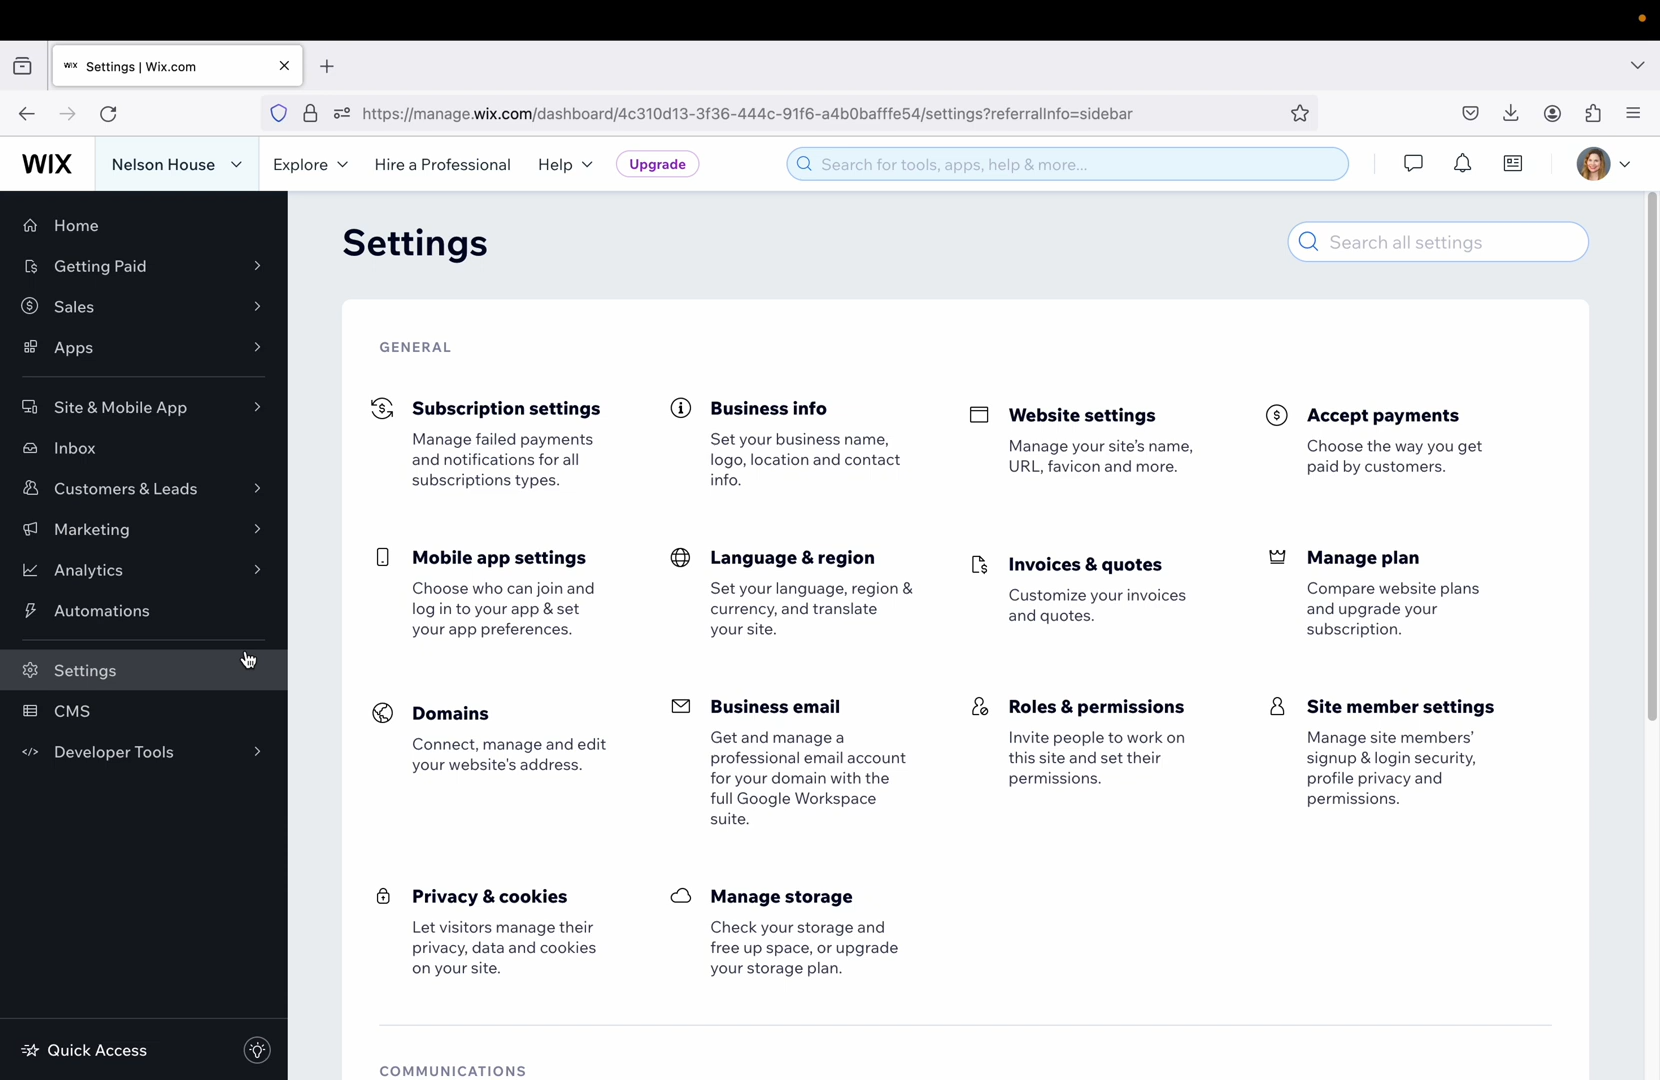 WIX Settings | Wix.com
https://manage.wix.com/dashboard/4c310d13-3f36-444c-91f6-a4b0bafffe54/settings?referralInfo=sidebar
WIX Nelson House Explore Hire a Professional Help Upgrade Search for tools, apps, help & more...
Home
Getting Paid
Sales
Apps
Site & Mobile App
Inbox
Customers & Leads
Marketing
Analytics
Automations
Settings
CMS
Developer Tools
Quick Access
Settings
Search all settings
GENERAL
Subscription settings
Manage failed payments
and notifications for all
subscriptions types.
Business info
Set your business name,
logo, location and contact
info.
Website settings
Manage your site's name,
URL, favicon and more.
Accept payments
Choose the way you get
paid by customers.
Mobile app settings
Choose who can join and
log in to your app & set
your app preferences.
Language & region
Set your language, region &
currency, and translate
your site.
Invoices & quotes
Customize your invoices
and quotes.
Manage plan
Compare website plans
and upgrade your
subscription.
Domains
Connect, manage and edit
your website's address.
Business email
Get and manage a
professional email account
for your domain with the
full Google Workspace
suite.
Roles & permissions
Invite people to work on
this site and set their
permissions.
Site member settings
Manage site members'
signup & login security,
profile privacy and
permissions.
Privacy & cookies
Let visitors manage their
privacy, data and cookies
on your site.
Manage storage
Check your storage and
free up space, or upgrade
your storage plan.
COMMUNICATIONS